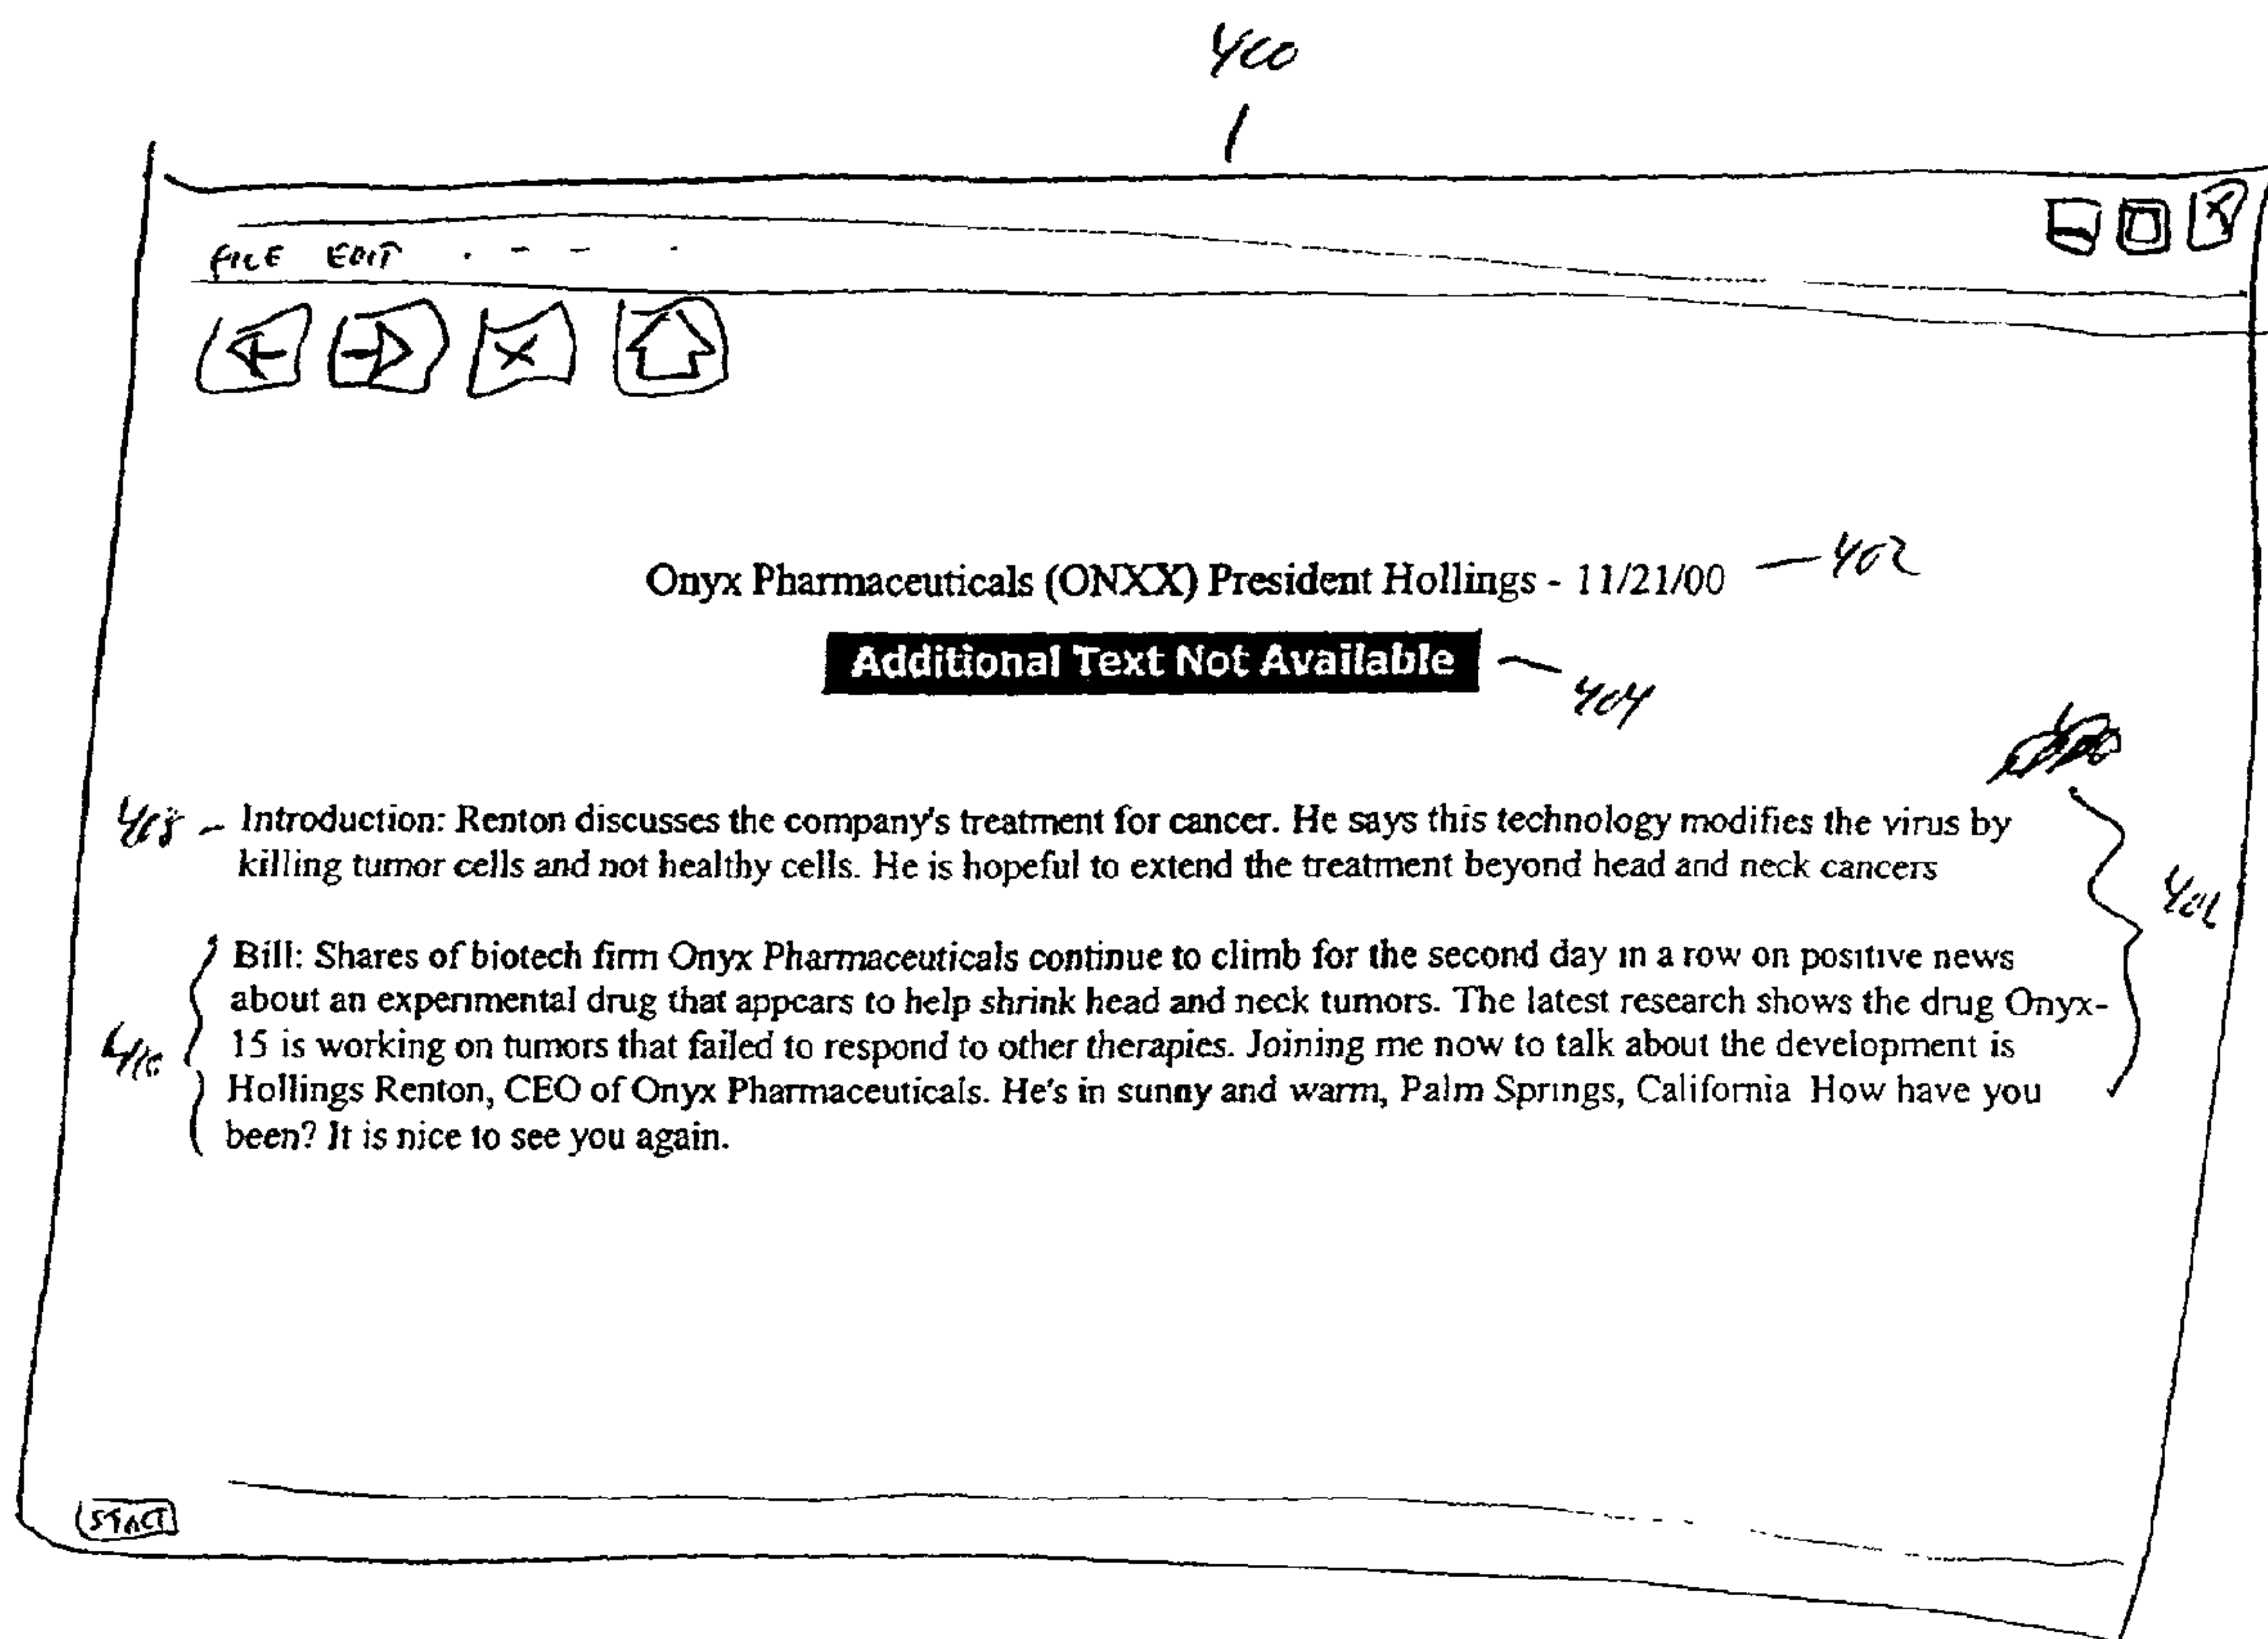 400
FILE EDIT . - - .
Onyx Pharmaceuticals (ONXX) President Hollings - 11/21/00 - 402
Additional Text Not Available - 404
408 - Introduction: Renton discusses the company's treatment for cancer. He says this technology modifies the virus by
killing tumor cells and not healthy cells. He is hopeful to extend the treatment beyond head and neck cancers
Bill: Shares of biotech firm Onyx Pharmaceuticals continue to climb for the second day in a row on positive news
about an experimental drug that appears to help shrink head and neck tumors. The latest research shows the drug Onyx-
410 15 is working on tumors that failed to respond to other therapies. Joining me now to talk about the development is
Hollings Renton, CEO of Onyx Pharmaceuticals. He's in sunny and warm, Palm Springs, California How have you
been? It is nice to see you again.
START